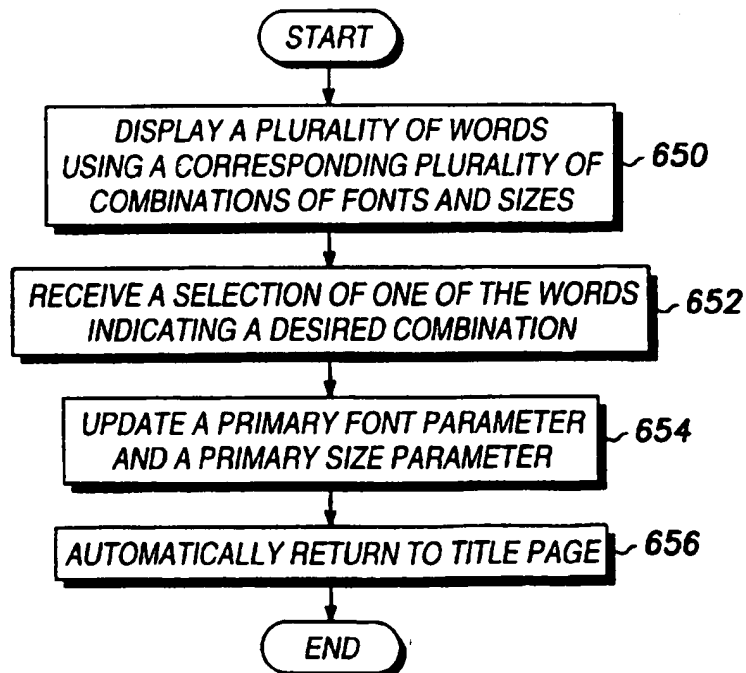 START
DISPLAY A PLURALITY OF WORDS
USING A CORRESPONDING PLURALITY OF
COMBINATIONS OF FONTS AND SIZES
650
RECEIVE A SELECTION OF ONE OF THE WORDS
INDICATING A DESIRED COMBINATION
652
UPDATE A PRIMARY FONT PARAMETER
AND A PRIMARY SIZE PARAMETER
654
AUTOMATICALLY RETURN TO TITLE PAGE
656
END